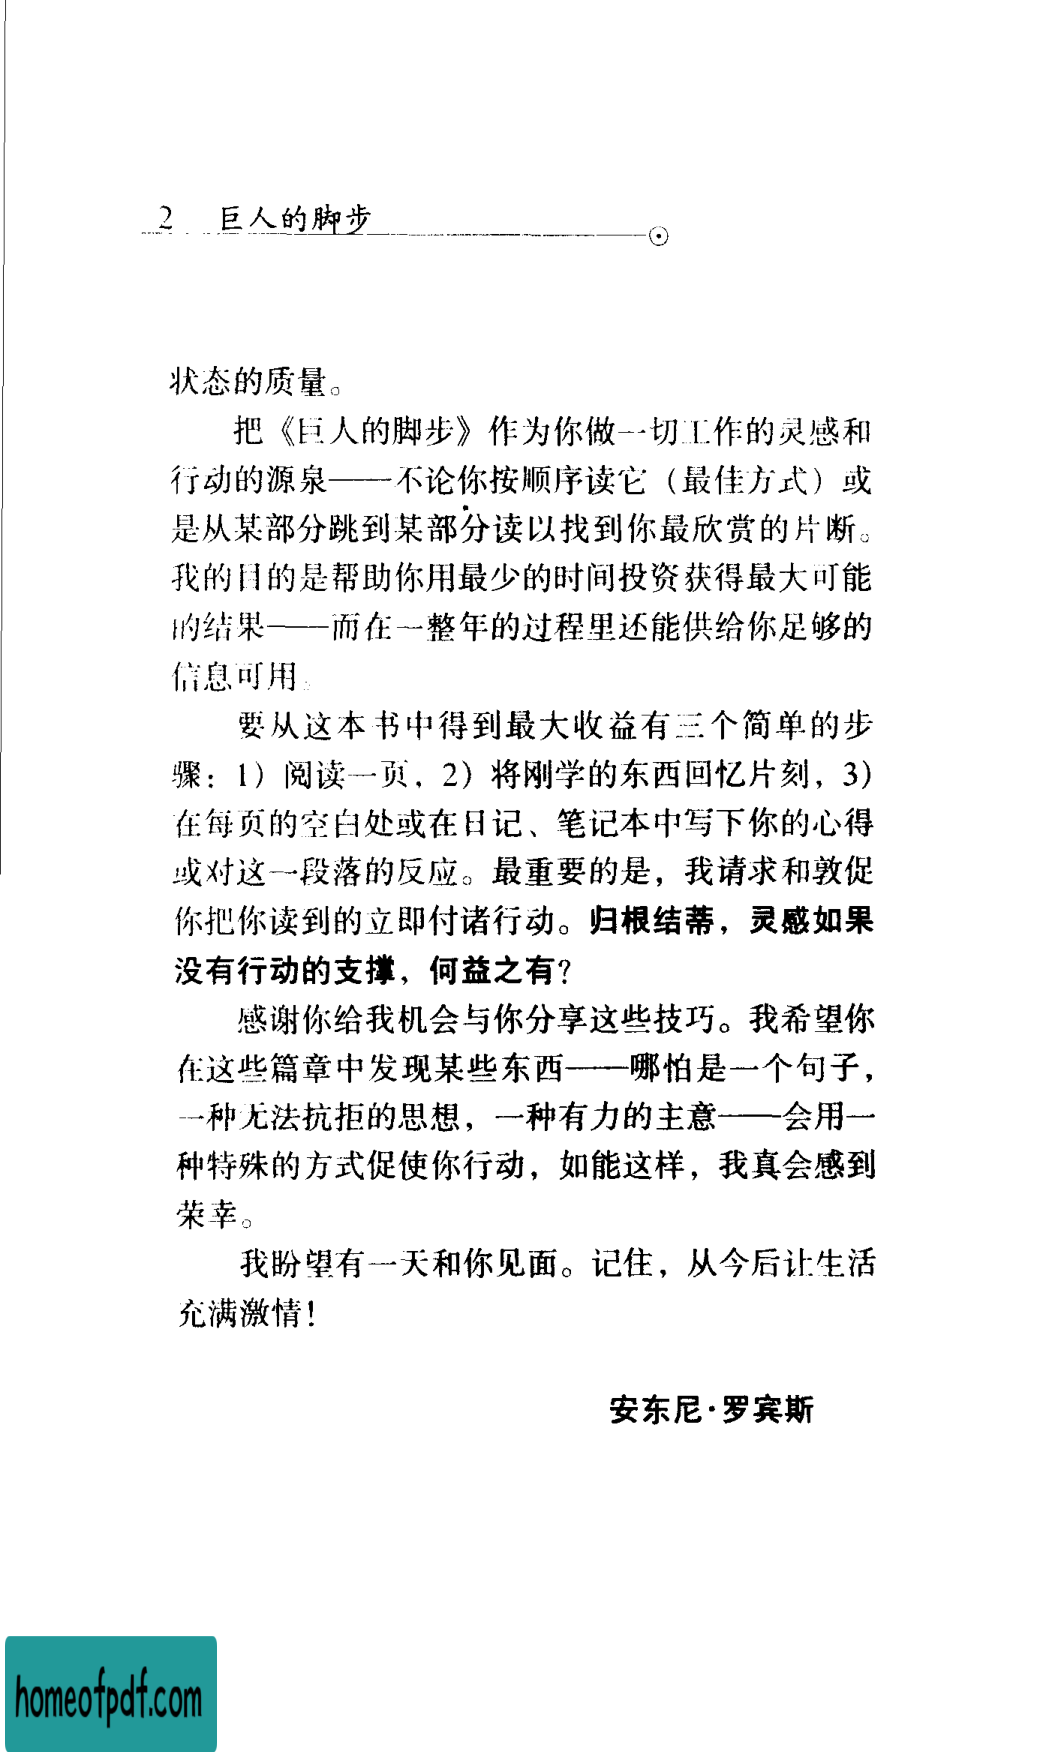 2 巨人的脚步
状态的质量。
把《巨人的脚步》作为你做一切工作的灵感和
行动的源泉——不论你按顺序读它（最佳方式）或
是从某部分跳到某部分读以找到你最欣赏的片断。
我的目的是帮助你用最少的时间投资获得最大可能
的结果——而在一整年的过程里还能供给你足够的
信息可用。
要从这本书中得到最大收益有三个简单的步
骤：1）阅读一页，2）将刚学的东西回忆片刻，3）
在每页的空白处或在日记、笔记本中写下你的心得
或对这一段落的反应。最重要的是，我请求和敦促
你把你读到的立即付诸行动。归根结蒂，灵感如果
没有行动的支撑，何益之有？
感谢你给我机会与你分享这些技巧。我希望你
在这些篇章中发现某些东西——哪怕是一个句子，
一种无法抗拒的思想，一种有力的主意——会用一
种特殊的方式促使你行动，如能这样，我真会感到
荣幸。
我盼望有一天和你见面。记住，从今后让生活
充满激情！
安东尼·罗宾斯
homeofpdf.com